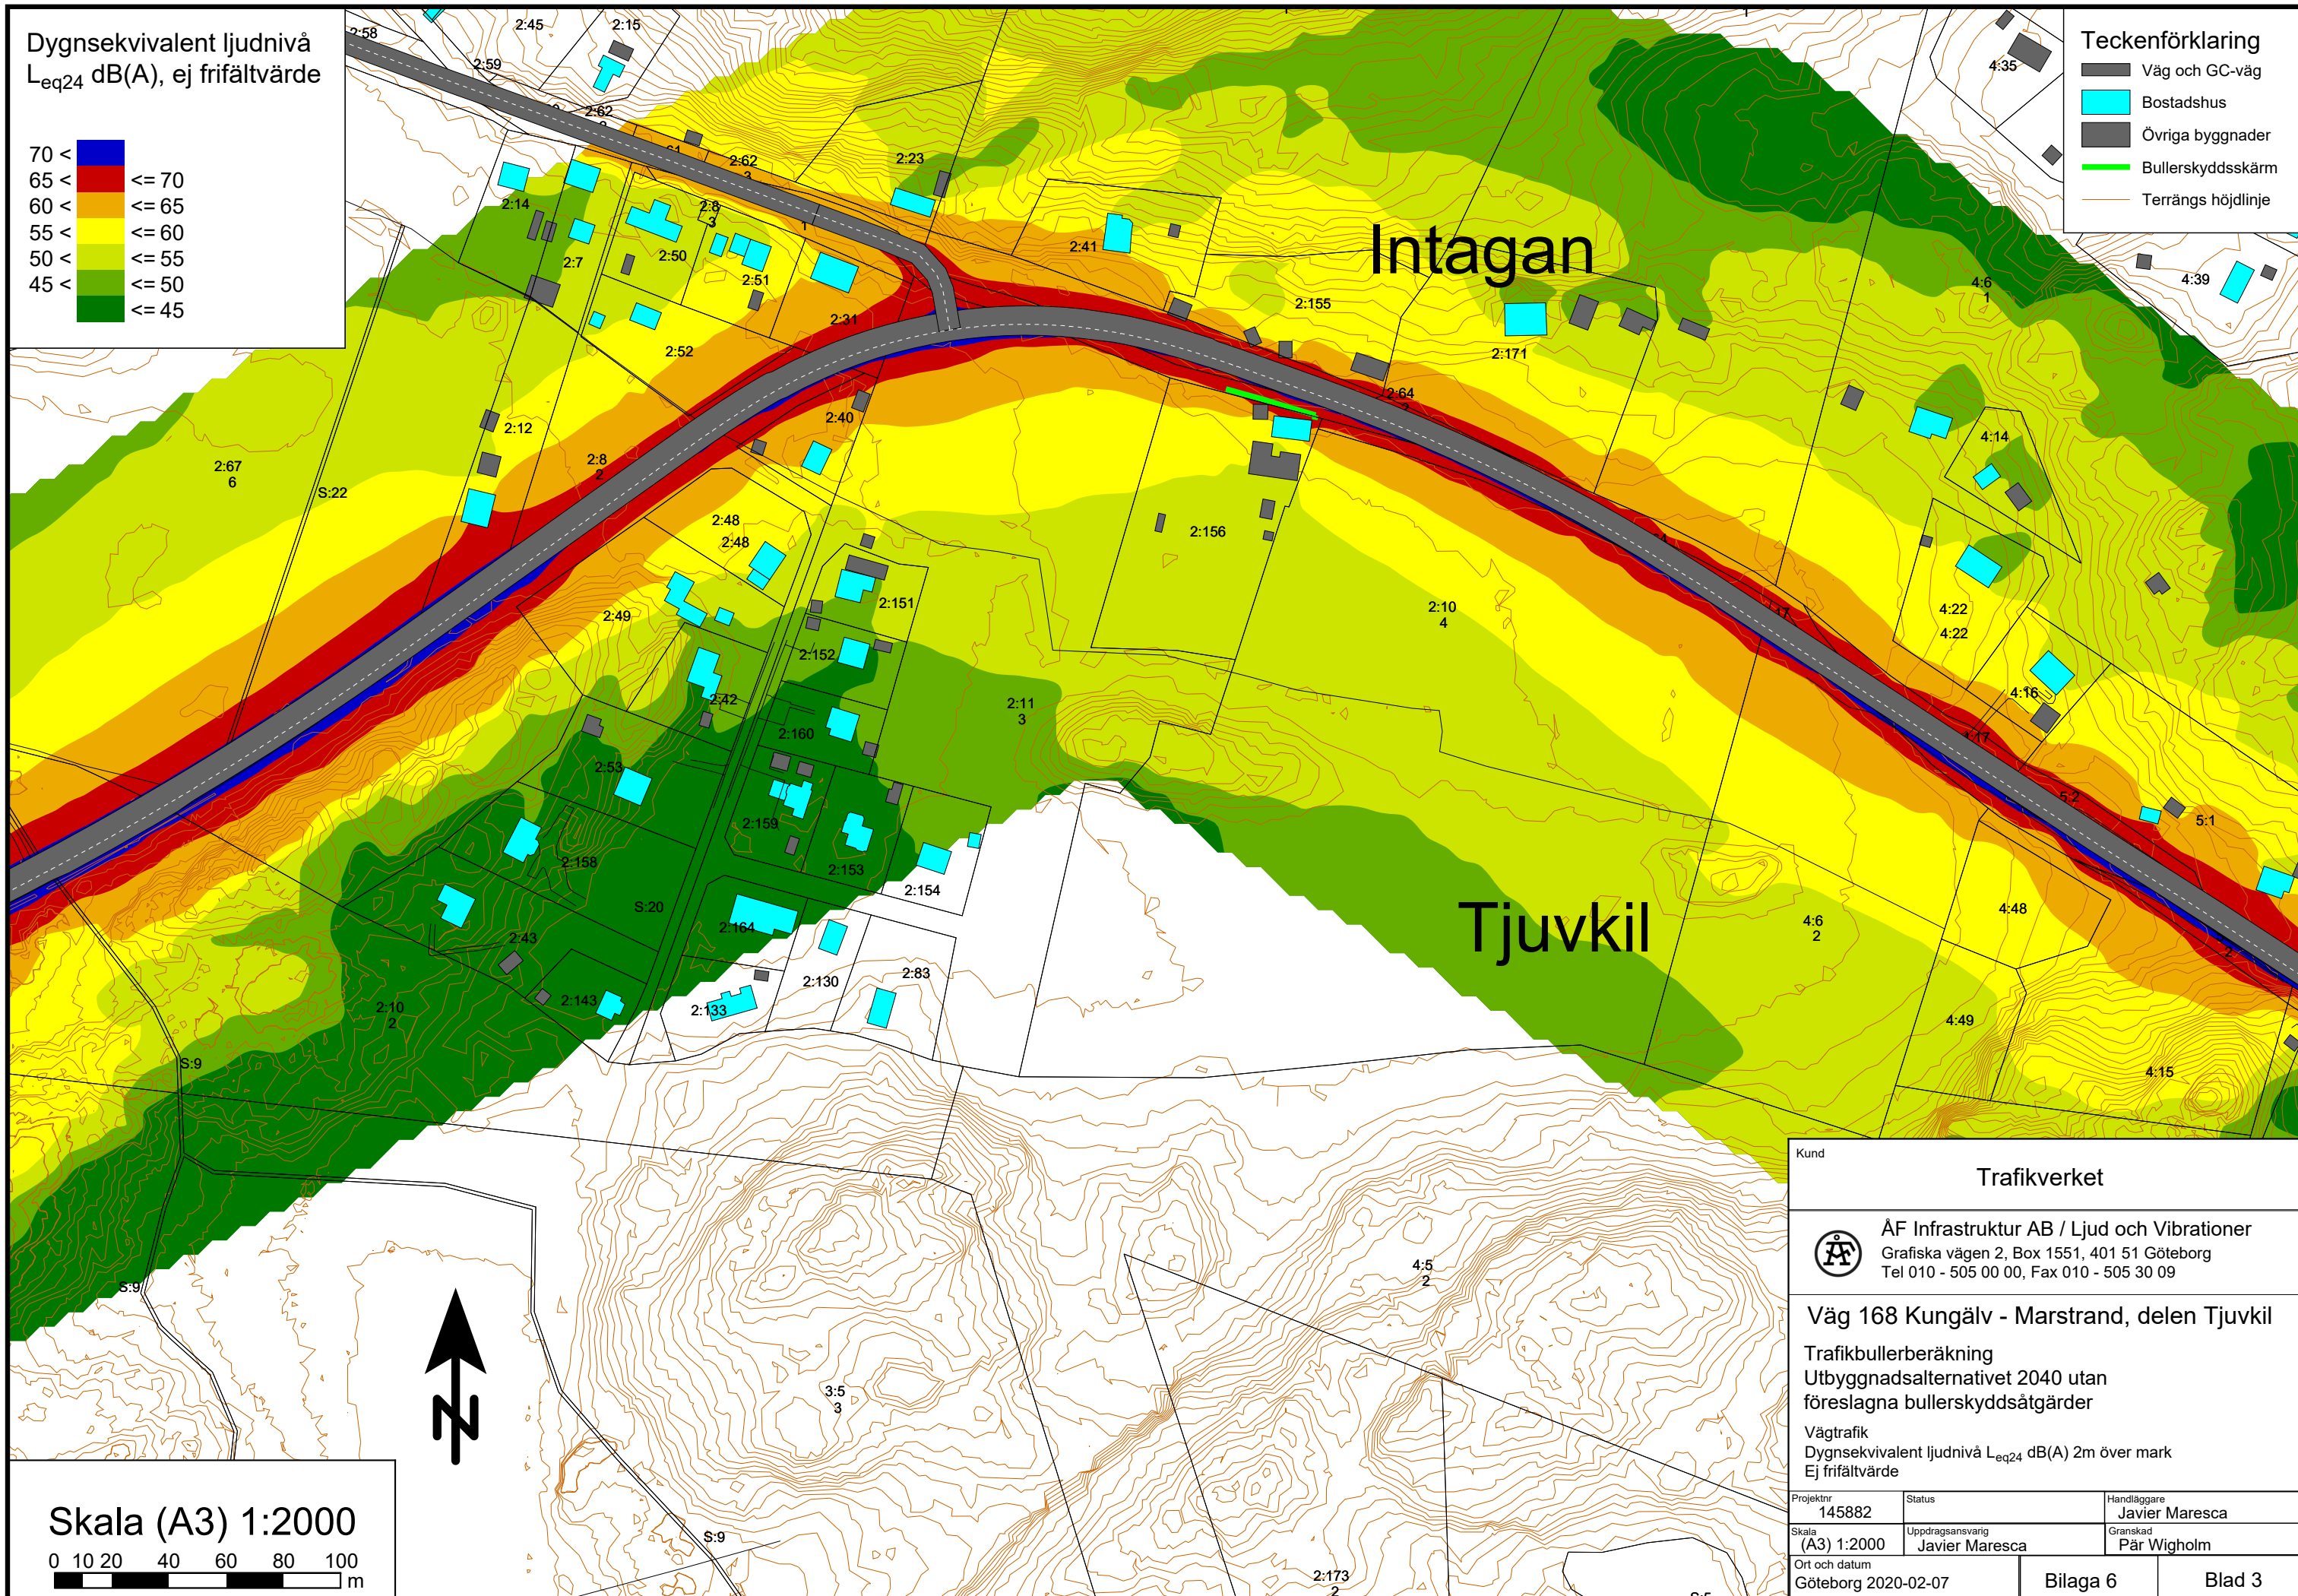 Dygnsekvivalent ljudnivå
Leq24 dB(A), ej frifältvärde
70 <
65 < <= 70
60 < <= 65
55 < <= 60
50 < <= 55
45 < <= 50
<= 45
Teckenförklaring
Väg och GC-väg
Bostadshus
Övriga byggnader
Bullerskyddsskärm
Terrängs höjdlinje
2:58
2:45
2:15
2:59
2:62
2:62
3
2:23
2:14
2:8
3
1
2:7
2:50
2:51
2:41
Intagan
4:35
4:39
4:6
1
2:155
2:31
2:52
2:171
2:64
2
2:40
2:12
2:8
2
2:67
6
S:22
4:14
2:48
2:48
2:156
2:151
2:49
2:10
4
4:22
4:22
2:152
2:42
2:11
3
4:16
2:160
2:53
5:2
5:1
2:159
2:158
2:153
2:154
S:20
2:164
2:43
Tjuvkil
4:6
2
4:48
2:83
2:130
2:143
2:133
2:10
2
4:49
4:15
S:9
S:9
4:5
2
3:5
3
S:9
2:173
2
N
Skala (A3) 1:2000
0 10 20 40 60 80 100
m
Kund
Trafikverket
ÅF
ÅF Infrastruktur AB / Ljud och Vibrationer
Grafiska vägen 2, Box 1551, 401 51 Göteborg
Tel 010 - 505 00 00, Fax 010 - 505 30 09
Väg 168 Kungälv - Marstrand, delen Tjuvkil
Trafikbullerberäkning
Utbyggnadsalternativet 2040 utan
föreslagna bullerskyddsåtgärder
Vägtrafik
Dygnsekvivalent ljudnivå Leq24 dB(A) 2m över mark
Ej frifältvärde
Projektnr
145882
Status
Handläggare
Javier Maresca
Skala
(A3) 1:2000
Uppdragsansvarig
Javier Maresca
Granskad
Pär Wigholm
Ort och datum
Göteborg 2020-02-07
Bilaga 6
Blad 3